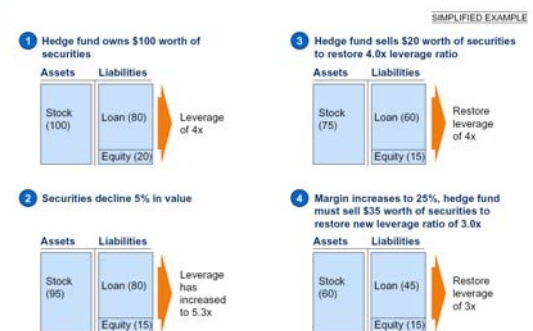 SIMPLIFIED EXAMPLE
1 Hedge fund owns $100 worth of
securities
Assets Liabilities
Stock
(100)
Loan (80)
Equity (20)
Leverage
of 4x
2 Securities decline 5% in value
Assets Liabilities
Stock
(95)
Loan (80)
Equity (15)
Leverage
has
increased
to 5.3x
3 Hedge fund sells $20 worth of securities
to restore 4.0x leverage ratio
Assets Liabilities
Stock
(75)
Loan (60)
Equity (15)
Restore
leverage
of 4x
4 Margin increases to 25%, hedge fund
must sell $35 worth of securities to
restore new leverage ratio of 3.0x
Assets Liabilities
Stock
(60)
Loan (45)
Equity (15)
Restore
leverage
of 3x